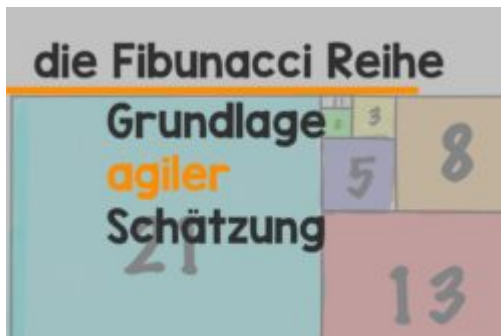 die Fibunacci Reihe
Grundlage
agiler
Schätzung
3
5
8
21
13